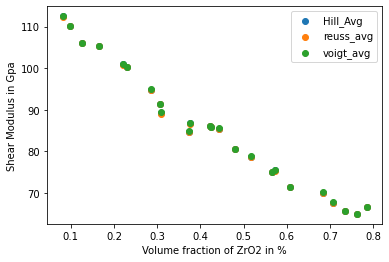 Hill_Avg
reuss_avg
voigt_avg
Shear Modulus in Gpa
110
100
90
80
70
0.1 0.2 0.3 0.4 0.5 0.6 0.7 0.8
Volume fraction of ZrO2 in %